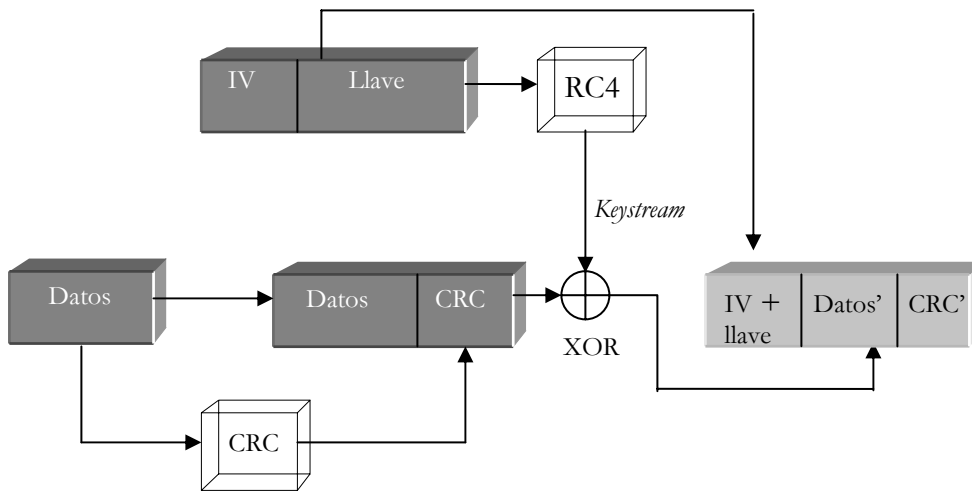 IV
Llave
RC4
Keystream
Datos
Datos
CRC
XOR
IV +
llave
Datos’
CRC’
CRC